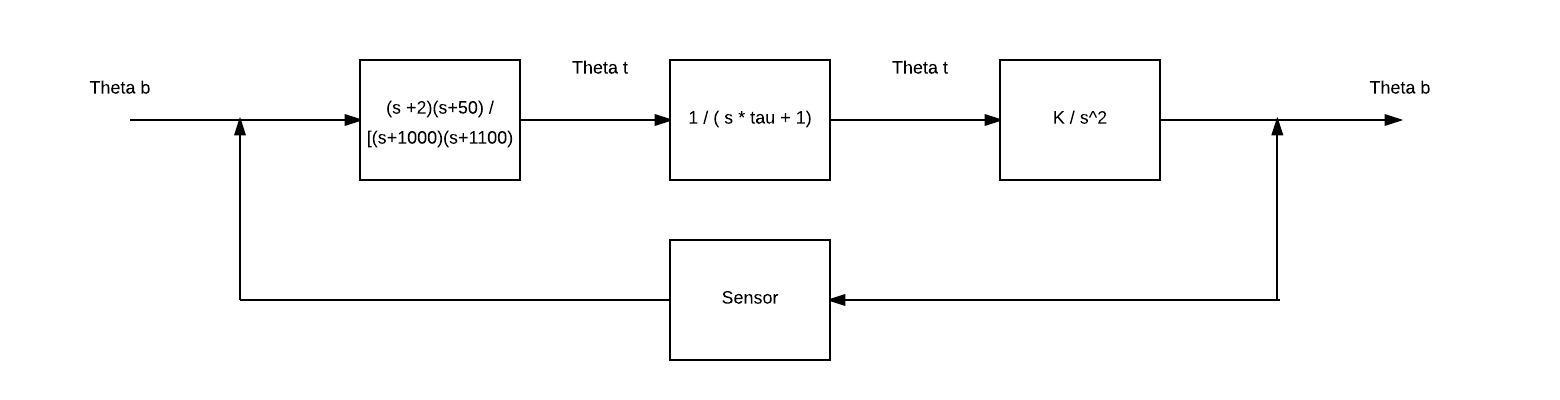 Theta b
Theta t
Theta t
Theta b
(s +2)(s+50) /
[(s+1000)(s+1100)
1 / ( s * tau + 1)
K / s^2
Sensor